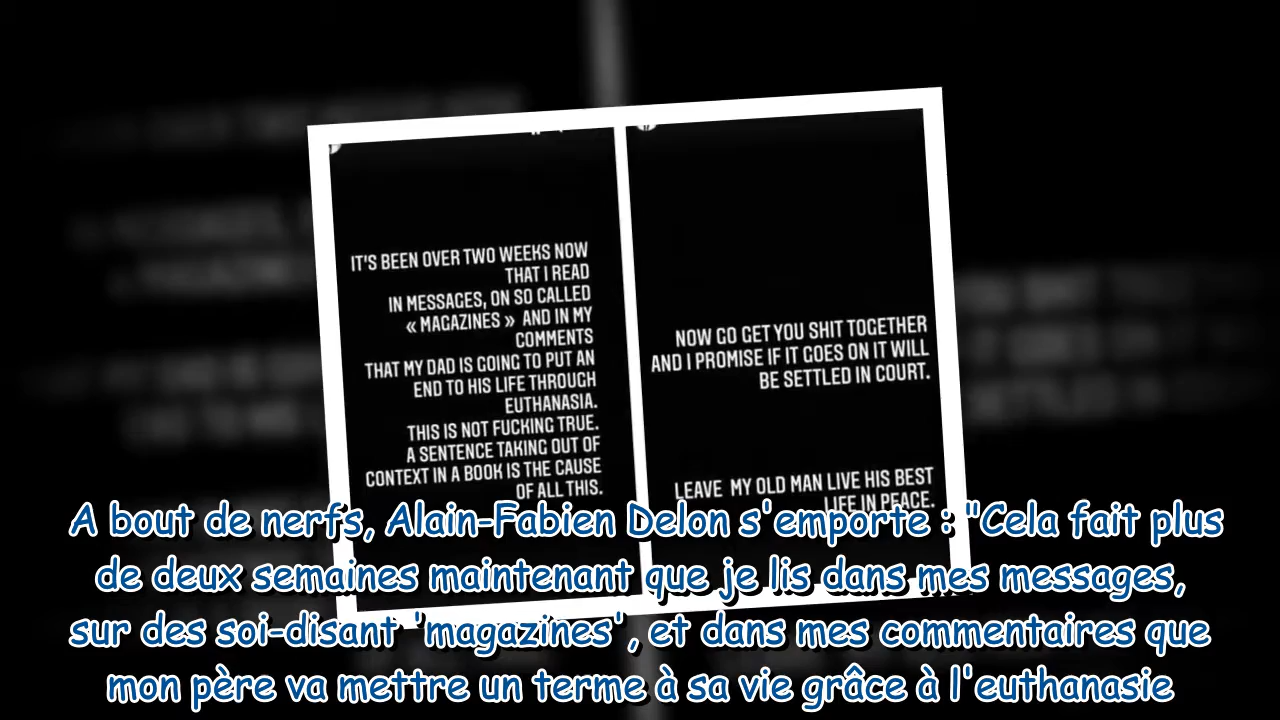 IT'S BEEN OVER TWO WEEKS NOW
THAT I READ
IN MESSAGES, ON SO CALLED
« MAGAZINES » AND IN MY
COMMENTS
THAT MY DAD IS GOING TO PUT AN
END TO HIS LIFE THROUGH
EUTHANASIA.
THIS IS NOT FUCKING TRUE.
A SENTENCE TAKING OUT OF
CONTEXT IN A BOOK IS THE CAUSE
OF ALL THIS.
NOW GO GET YOU SHIT TOGETHER
AND I PROMISE IF IT GOES ON IT WILL
BE SETTLED IN COURT.
LEAVE MY OLD MAN LIVE HIS BEST
LIFE IN PEACE.
A bout de nerfs, Alain-Fabien Delon s'emporte : "Cela fait plus
de deux semaines maintenant que je lis dans mes messages,
sur des soi-disant 'magazines', et dans mes commentaires que
mon père va mettre un terme à sa vie grâce à l'euthanasie